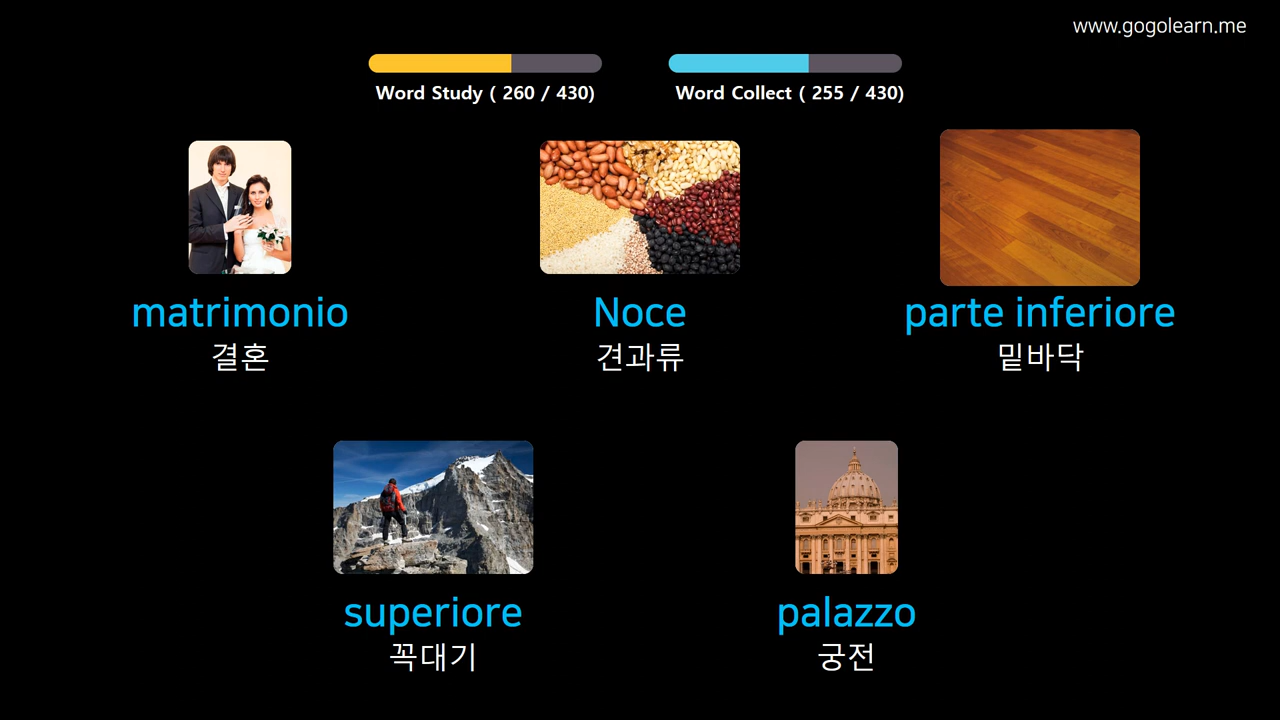 www.gogolearn.me
Word Study ( 260 / 430)
Word Collect ( 255 / 430)
matrimonio
결혼
Noce
견과류
parte inferiore
밑바닥
superiore
꼭대기
palazzo
궁전